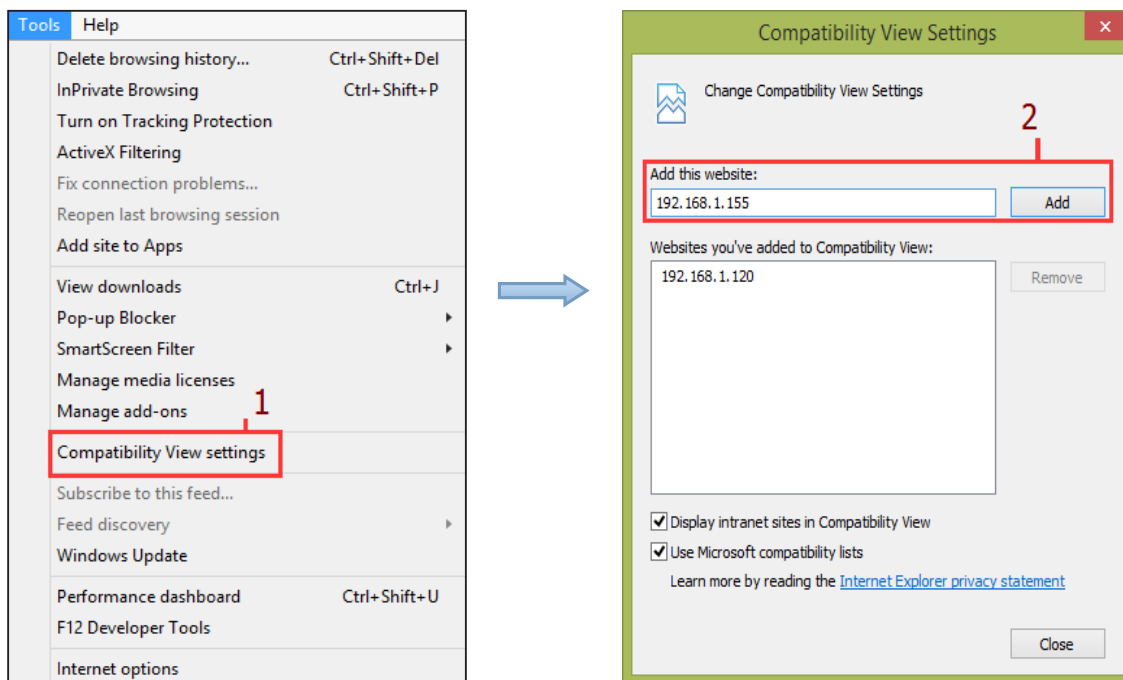 Tools Help
Delete browsing history... Ctrl+Shift+Del
InPrivate Browsing Ctrl+Shift+P
Turn on Tracking Protection
ActiveX Filtering
Fix connection problems...
Reopen last browsing session
Add site to Apps
View downloads Ctrl+J
Pop-up Blocker
SmartScreen Filter
Manage media licenses
Manage add-ons
1
Compatibility View settings
Subscribe to this feed...
Feed discovery
Windows Update
Performance dashboard Ctrl+Shift+U
F12 Developer Tools
Internet options
Compatibility View Settings
Change Compatibility View Settings
2
Add this website:
192.168.1.155 Add
Websites you've added to Compatibility View:
192.168.1.120 Remove
Display intranet sites in Compatibility View
Use Microsoft compatibility lists
Learn more by reading the Internet Explorer privacy statement
Close